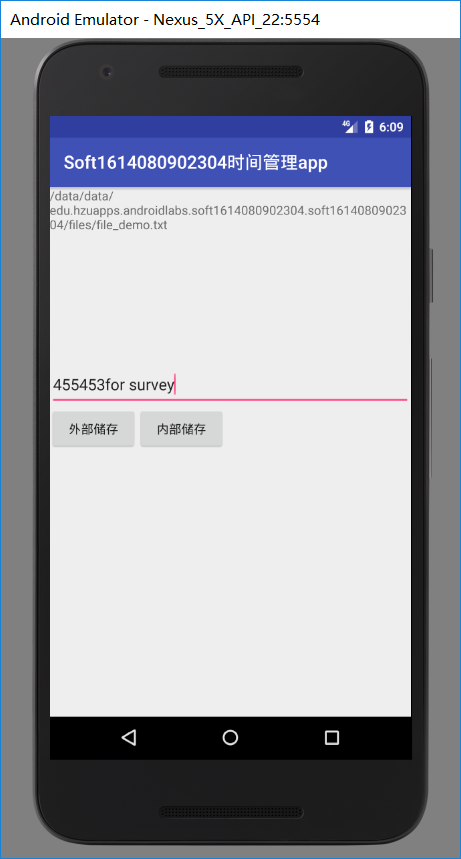 Android Emulator - Nexus_5X_API_22:5554
4G 6:09
Soft1614080902304时间管理app
/data/data/
edu.hzuapps.androidlabs.soft1614080902304.soft16140809023
04/files/file_demo.txt
455453for survey
外部储存 内部储存